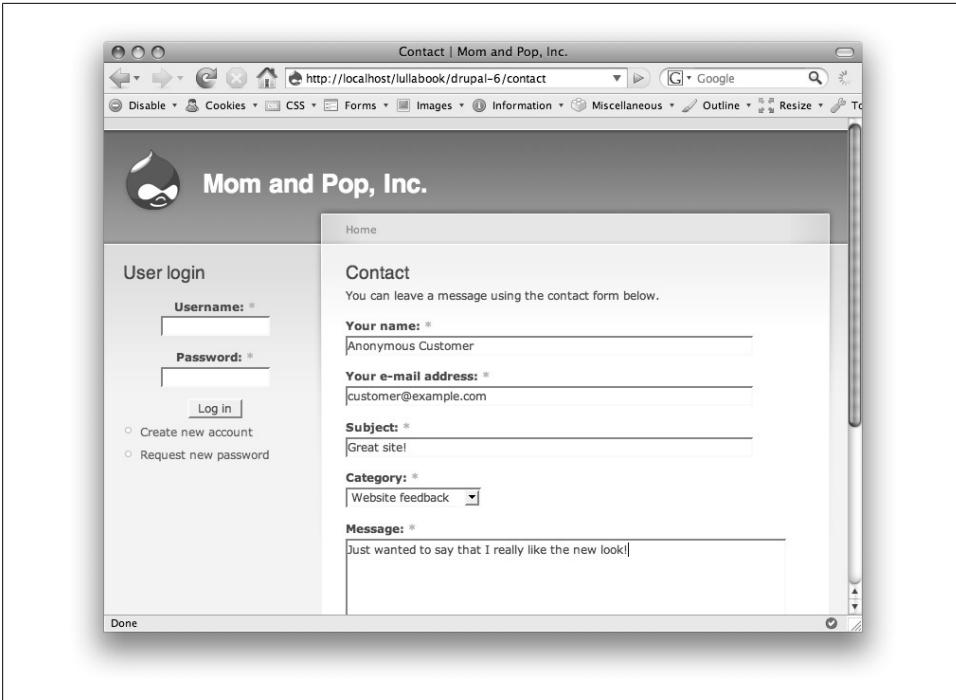 Contact | Mom and Pop, Inc.
http://localhost/lullabook/drupal-6/contact
G Google
Disable Cookies CSS Forms Images Information Miscellaneous Outline Resize To
Mom and Pop, Inc.
Home
User login
Username: *
Password: *
Log in
Create new account
Request new password
Contact
You can leave a message using the contact form below.
Your name: *
Anonymous Customer
Your e-mail address: *
customer@example.com
Subject: *
Great site!
Category: *
Website feedback
Message: *
Just wanted to say that I really like the new look!
Done